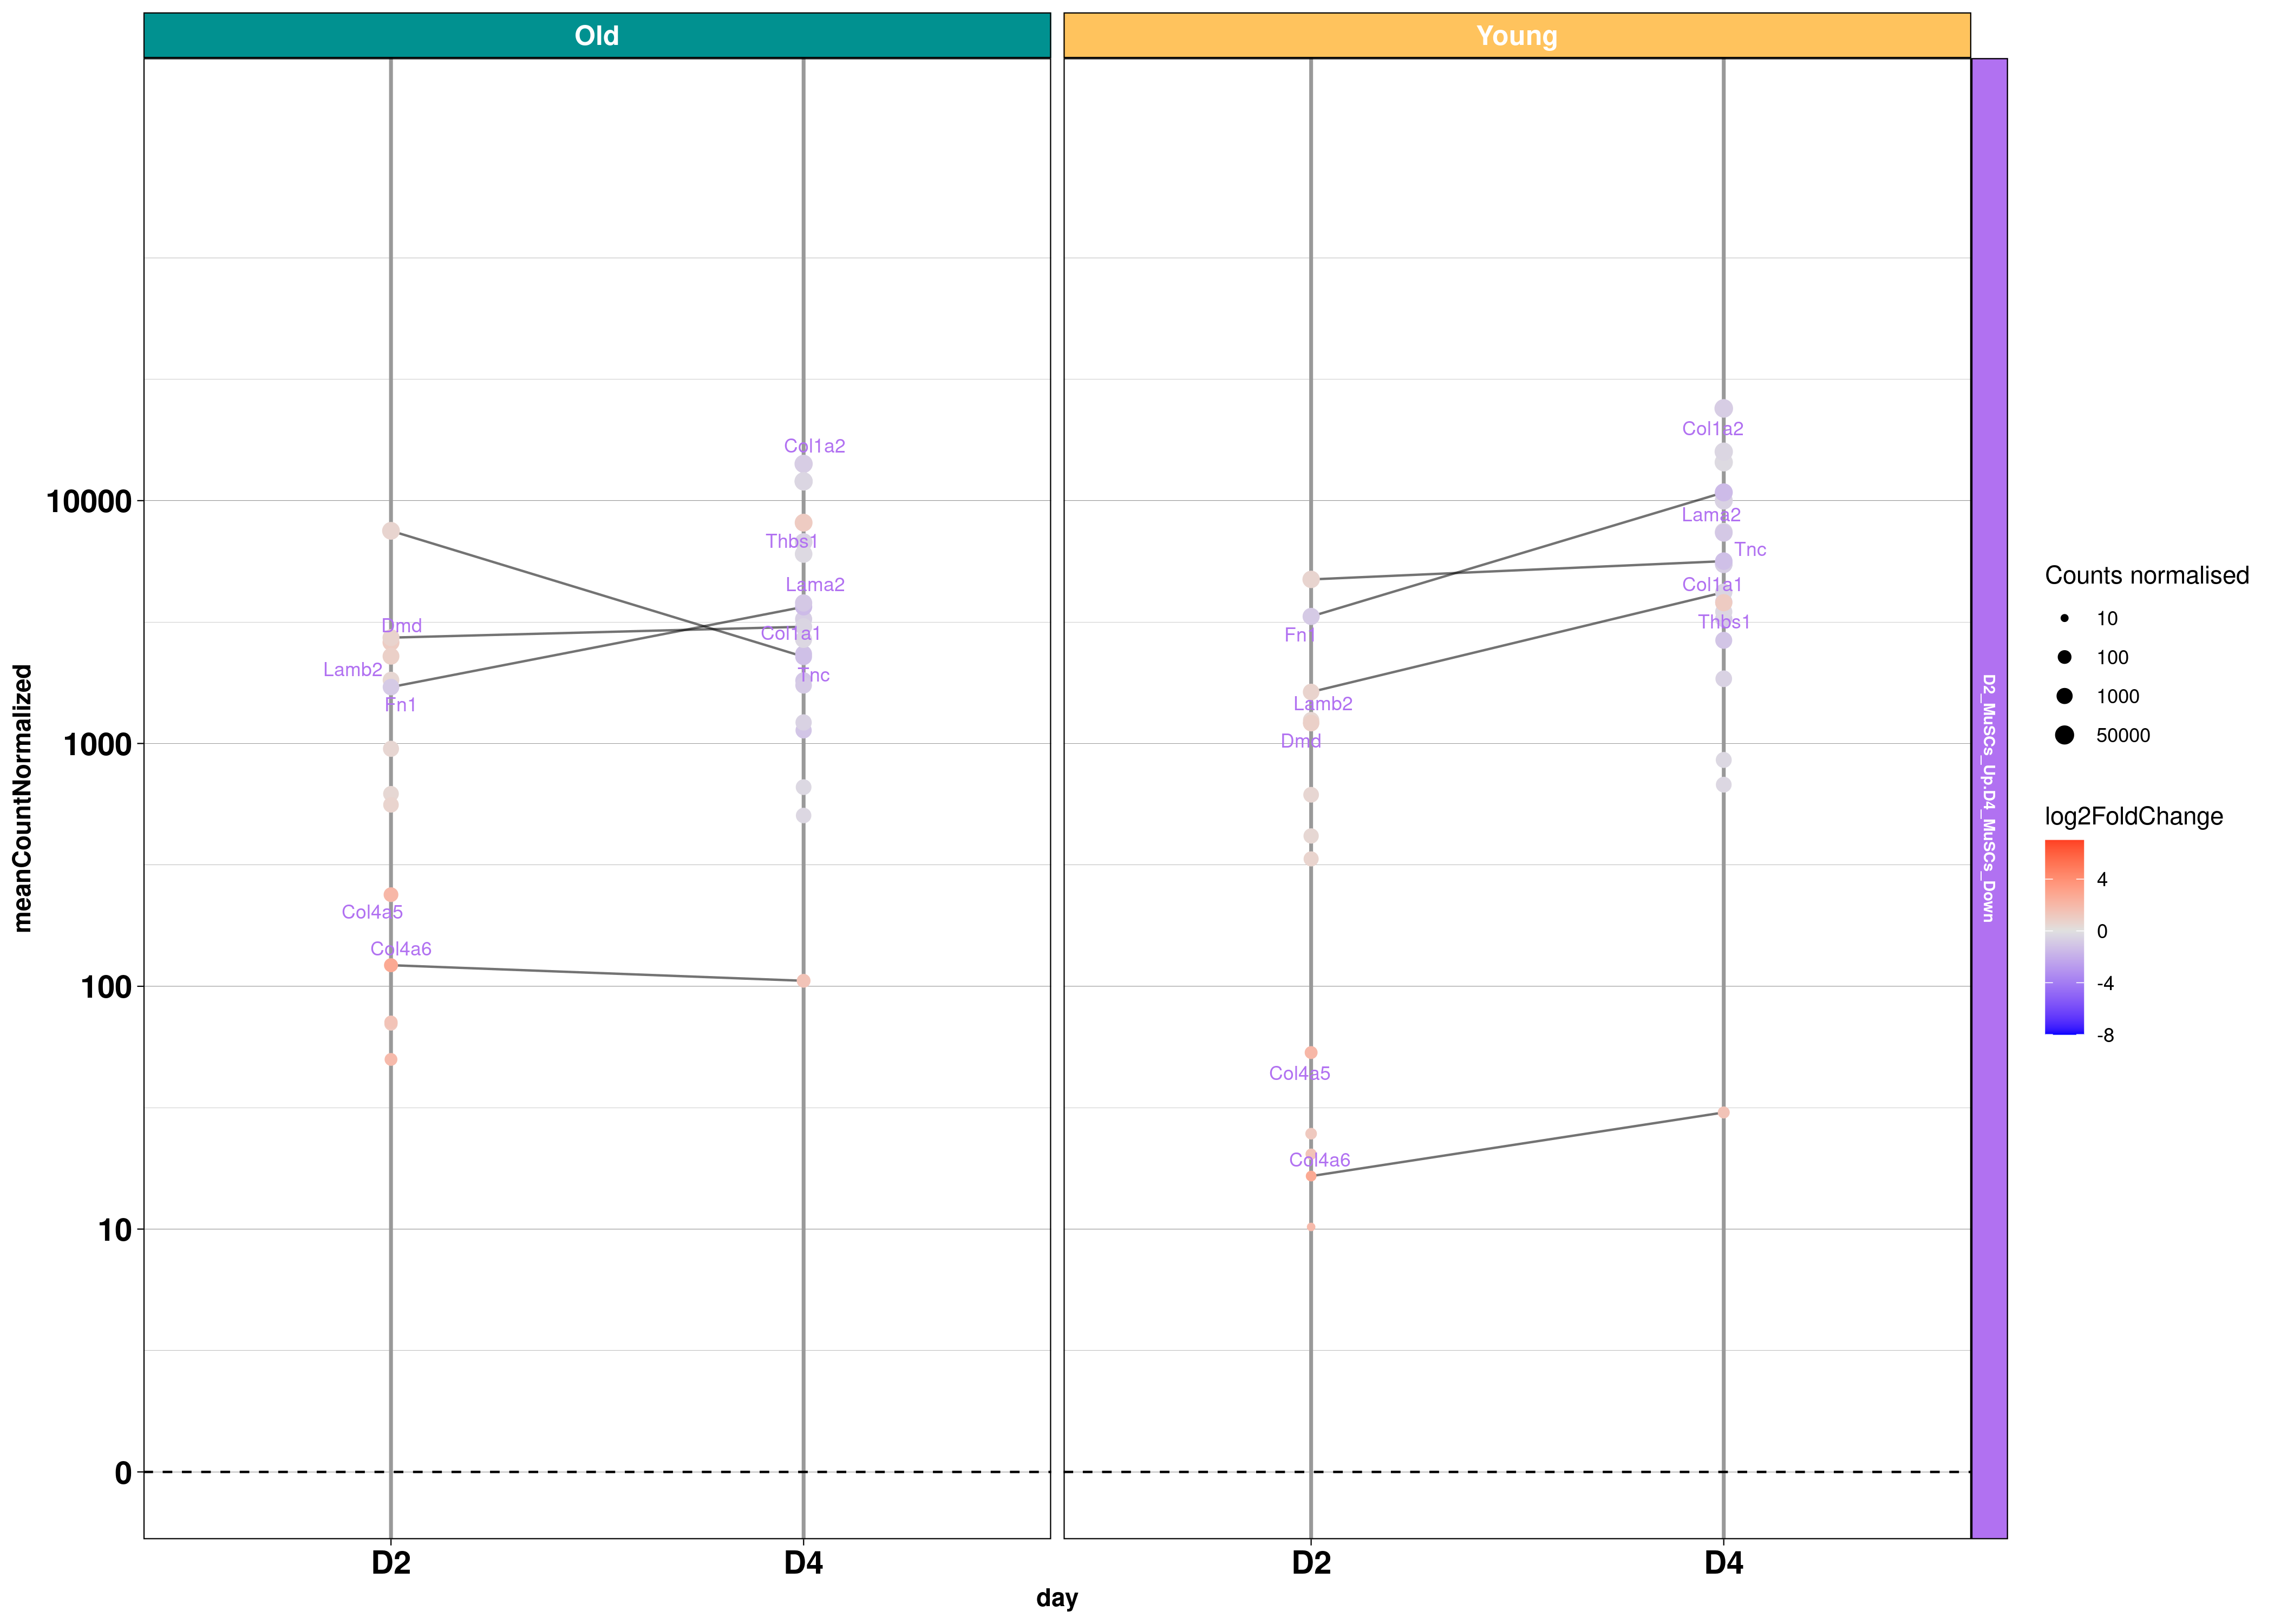 Old
Young
meanCountNormalized
10000
1000
100
10
0
Col1a2
Thbs1
Lama2
Dmd
Col1a1
Lamb2
Tnc
Fn1
Col4a5
Col4a6
Col1a2
Lama2
Tnc
Col1a1
Thbs1
Fn1
Lamb2
Dmd
Col4a5
Col4a6
D2_MuSCs_Up.D4_MuSCs_Down
D2
D4
D2
D4
day
Counts normalised
10
100
1000
50000
log2FoldChange
4
0
-4
-8